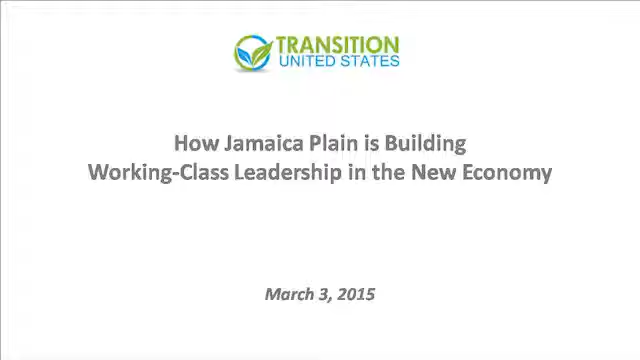 TRANSITION
UNITED STATES
How Jamaica Plain is Building
Working-Class Leadership in the New Economy
March 3, 2015